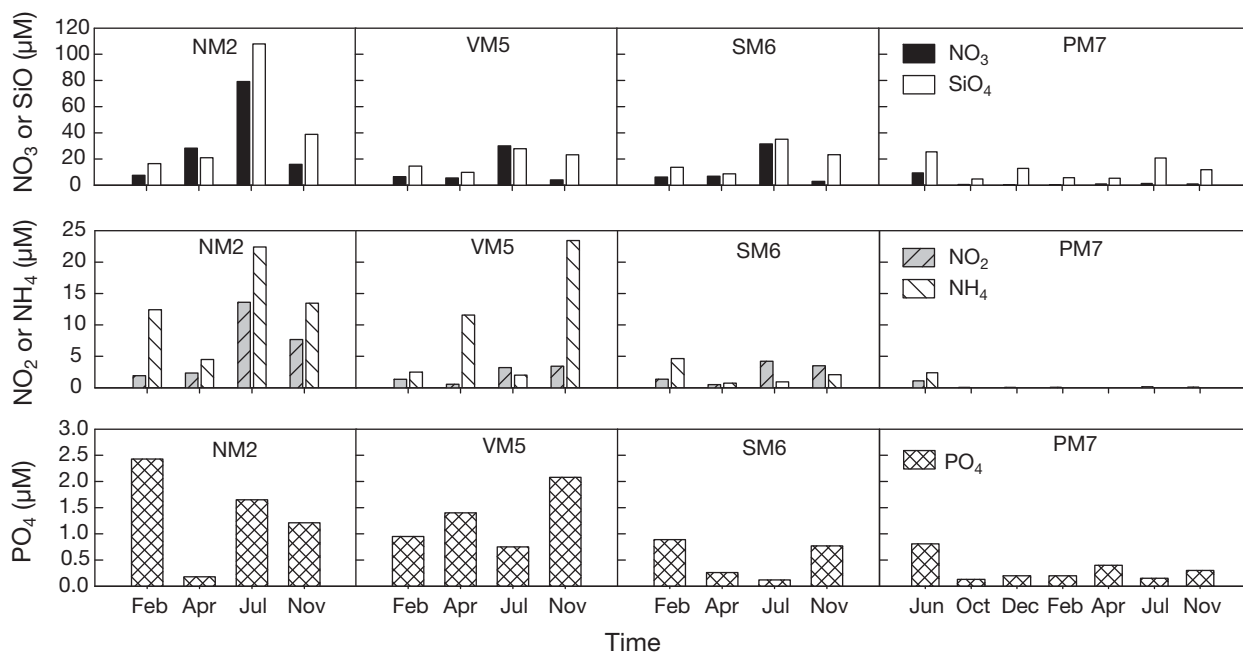 NO3 or SiO (µM)
120
100
80
60
40
20
0
NM2
VM5
SM6
PM7
NO3
SiO4
NO2 or NH4 (µM)
25
20
15
10
5
0
NM2
VM5
SM6
PM7
NO2
NH4
PO4 (µM)
3.0
2.5
2.0
1.5
1.0
0.5
0.0
NM2
VM5
SM6
PM7
PO4
Feb Apr Jul Nov Feb Apr Jul Nov Feb Apr Jul Nov Jun Oct Dec Feb Apr Jul Nov
Time